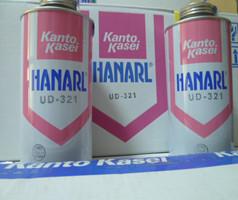 Kanto
Kasei
HANARL
UD-321
Kanto
Kasei
HANARL®
UD-321
Kanto
Kasei
HANARL
UD-321
Kanto Kasei